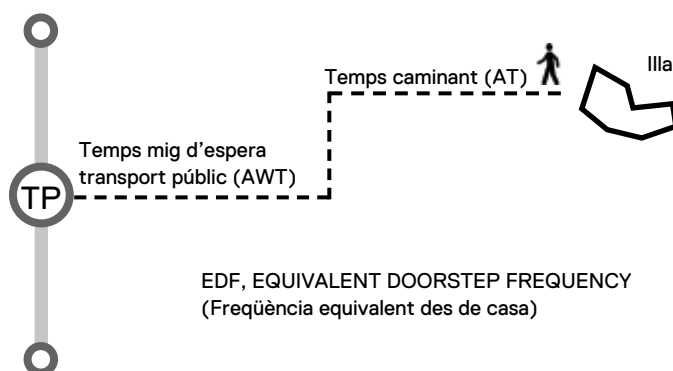 Temps caminant (AT)
Illa
Temps mig d'espera
transport públic (AWT)
TP
EDF, EQUIVALENT DOORSTEP FREQUENCY
(Freqüència equivalent des de casa)